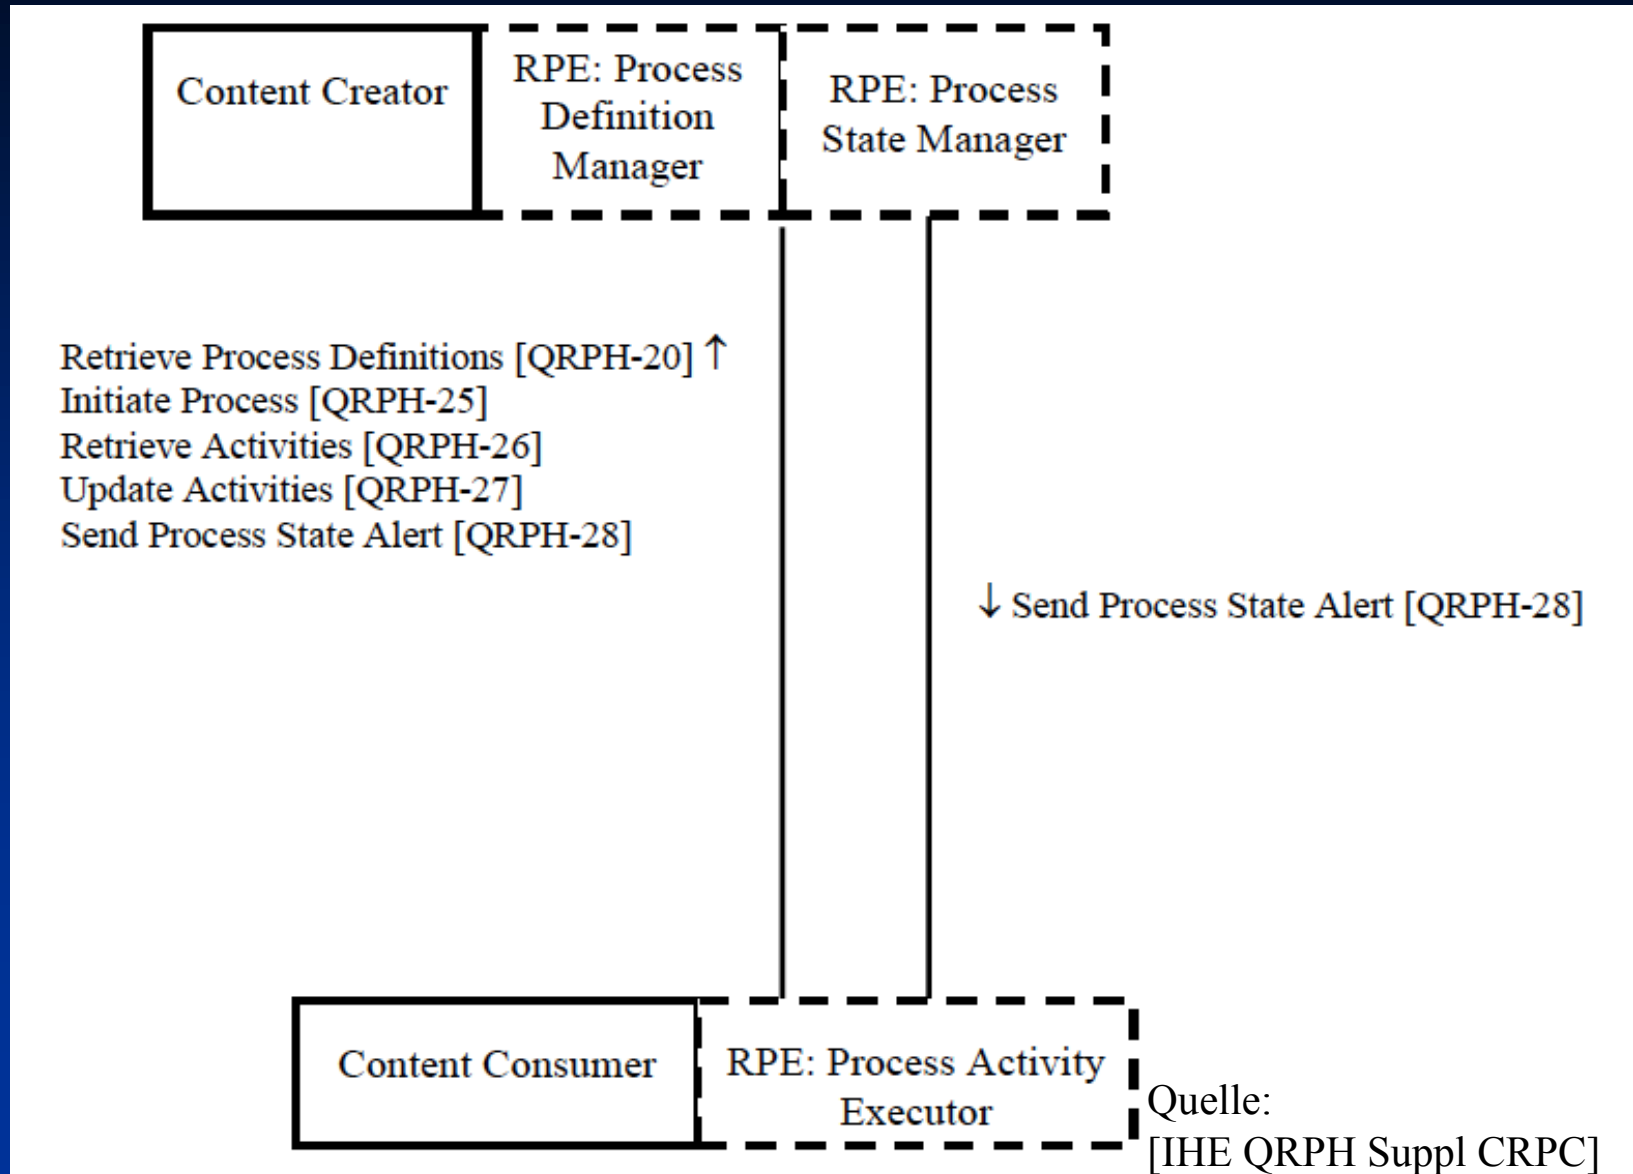 Content Creator
RPE: Process
Definition
Manager
RPE: Process
State Manager
Retrieve Process Definitions [QRPH-20] ↑
Initiate Process [QRPH-25]
Retrieve Activities [QRPH-26]
Update Activities [QRPH-27]
Send Process State Alert [QRPH-28]
↓ Send Process State Alert [QRPH-28]
Content Consumer
RPE: Process Activity
Executor
Quelle:
[IHE QRPH Suppl CRPC]